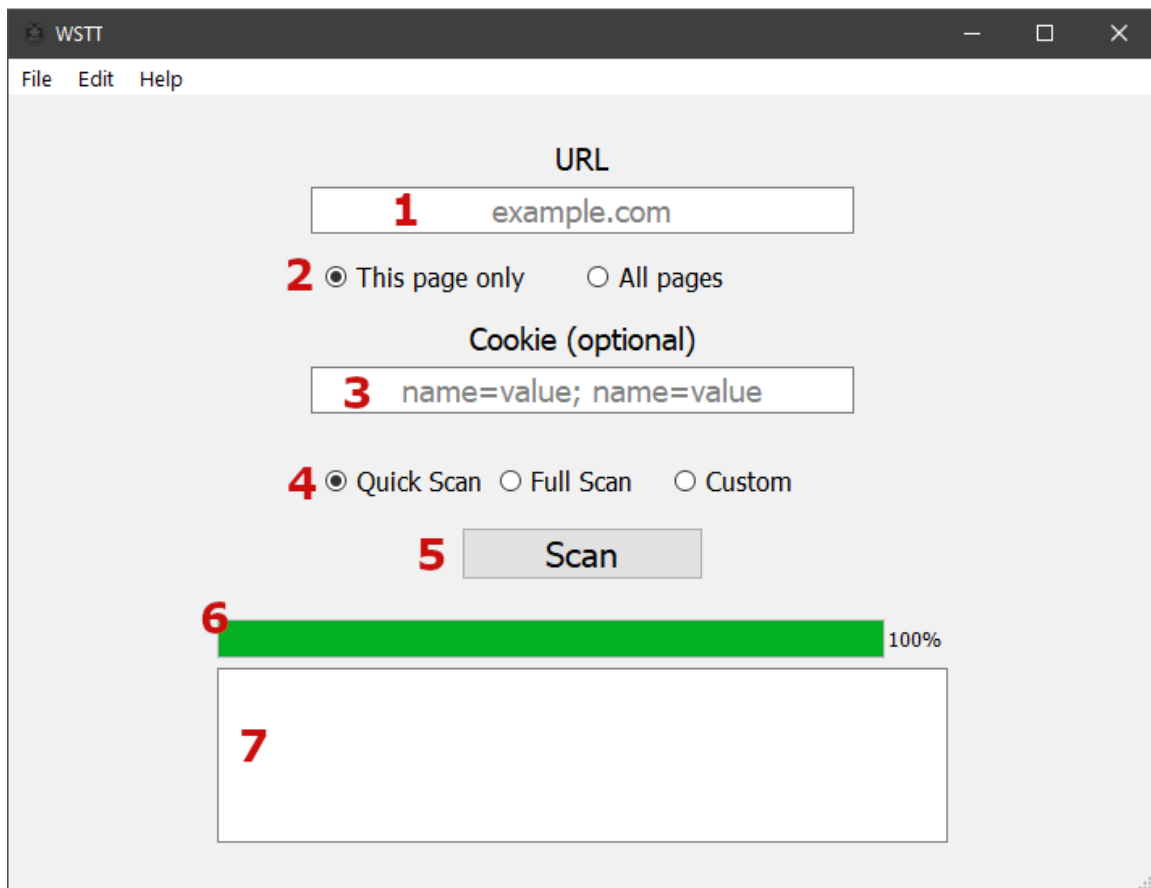 WSTT
File Edit Help
URL
1 example.com
2 This page only All pages
Cookie (optional)
3 name=value; name=value
4 Quick Scan Full Scan Custom
5 Scan
6
100%
7